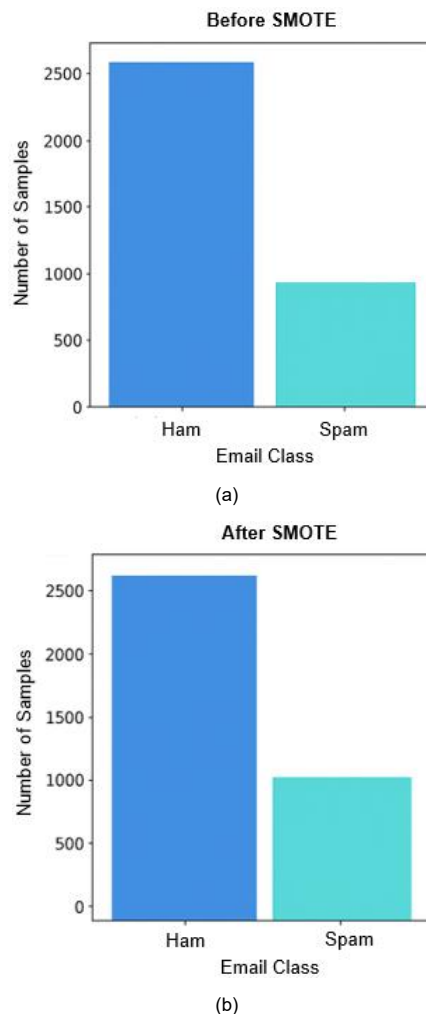 Before SMOTE
2500
2000
1500
1000
500
0
Number of Samples
Ham Spam
Email Class
(a)
After SMOTE
2500
2000
1500
1000
500
0
Number of Samples
Ham Spam
Email Class
(b)